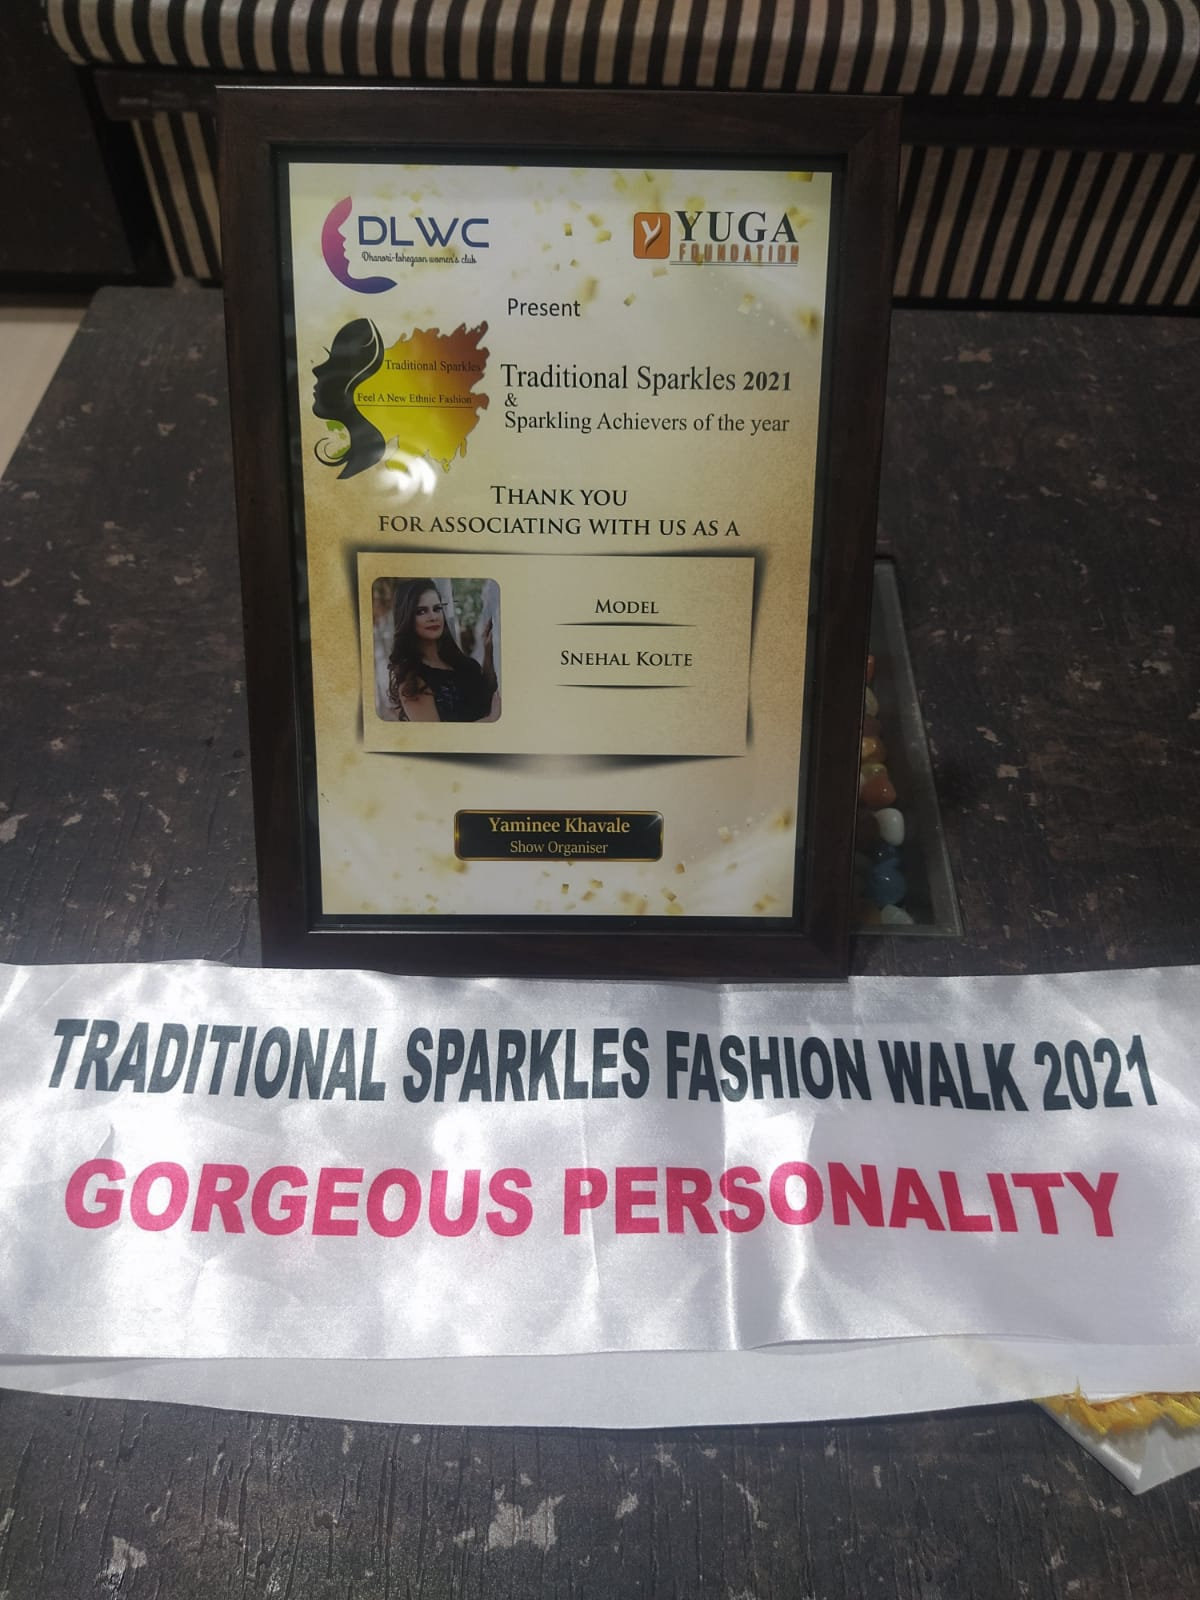 DLWC
Dhanori-lohegaon women's club
Y YUGA
FOUNDATION
Present
Traditional Sparkles
Feel A New Ethnic Fashion
Traditional Sparkles 2021
&
Sparkling Achievers of the year
THANK YOU
FOR ASSOCIATING WITH US AS A
MODEL
SNEHAL KOLTE
Yaminee Khavale
Show Organiser
TRADITIONAL SPARKLES FASHION WALK 2021
GORGEOUS PERSONALITY